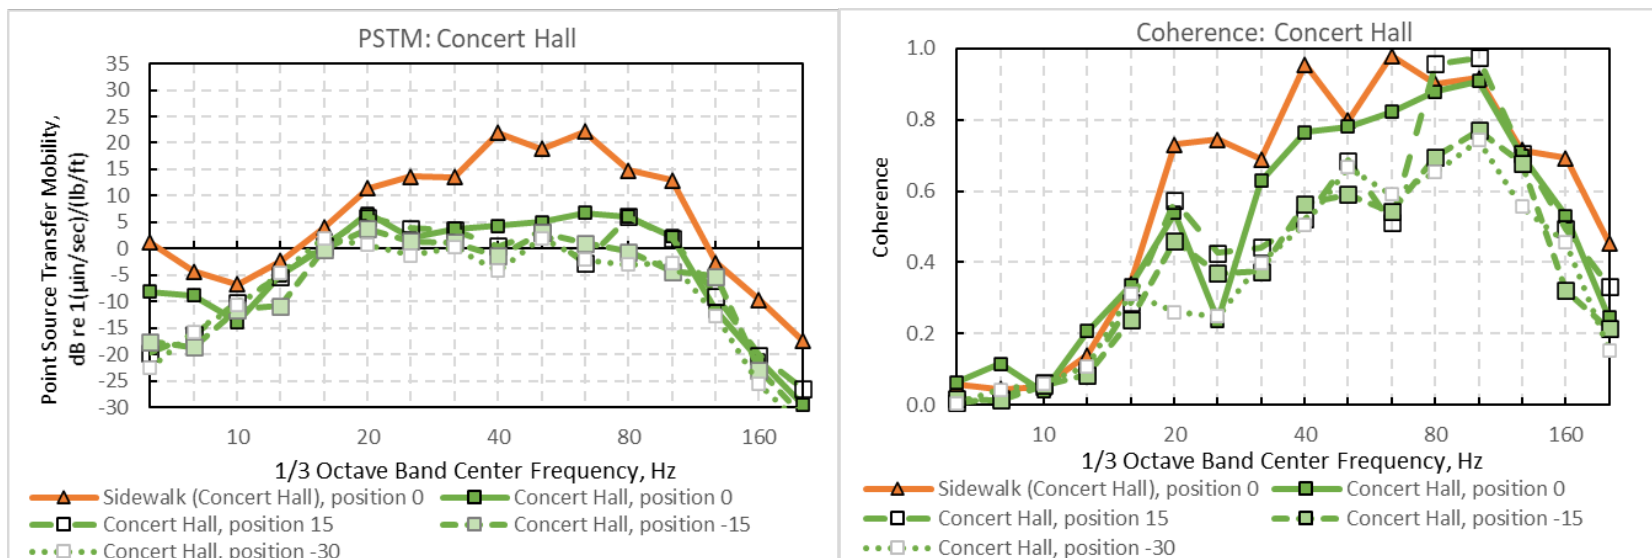 PSTM: Concert Hall
Point Source Transfer Mobility,
dB re 1(µin/sec)/(lb/ft)
35
30
25
20
15
10
5
0
-5
-10
-15
-20
-25
-30
10 20 40 80 160
1/3 Octave Band Center Frequency, Hz
Sidewalk (Concert Hall), position 0 Concert Hall, position 0
Concert Hall, position 15 Concert Hall, position -15
Concert Hall, position -30
Coherence: Concert Hall
Coherence
1.0
0.8
0.6
0.4
0.2
0.0
10 20 40 80 160
1/3 Octave Band Center Frequency, Hz
Sidewalk (Concert Hall), position 0 Concert Hall, position 0
Concert Hall, position 15 Concert Hall, position -15
Concert Hall, position -30